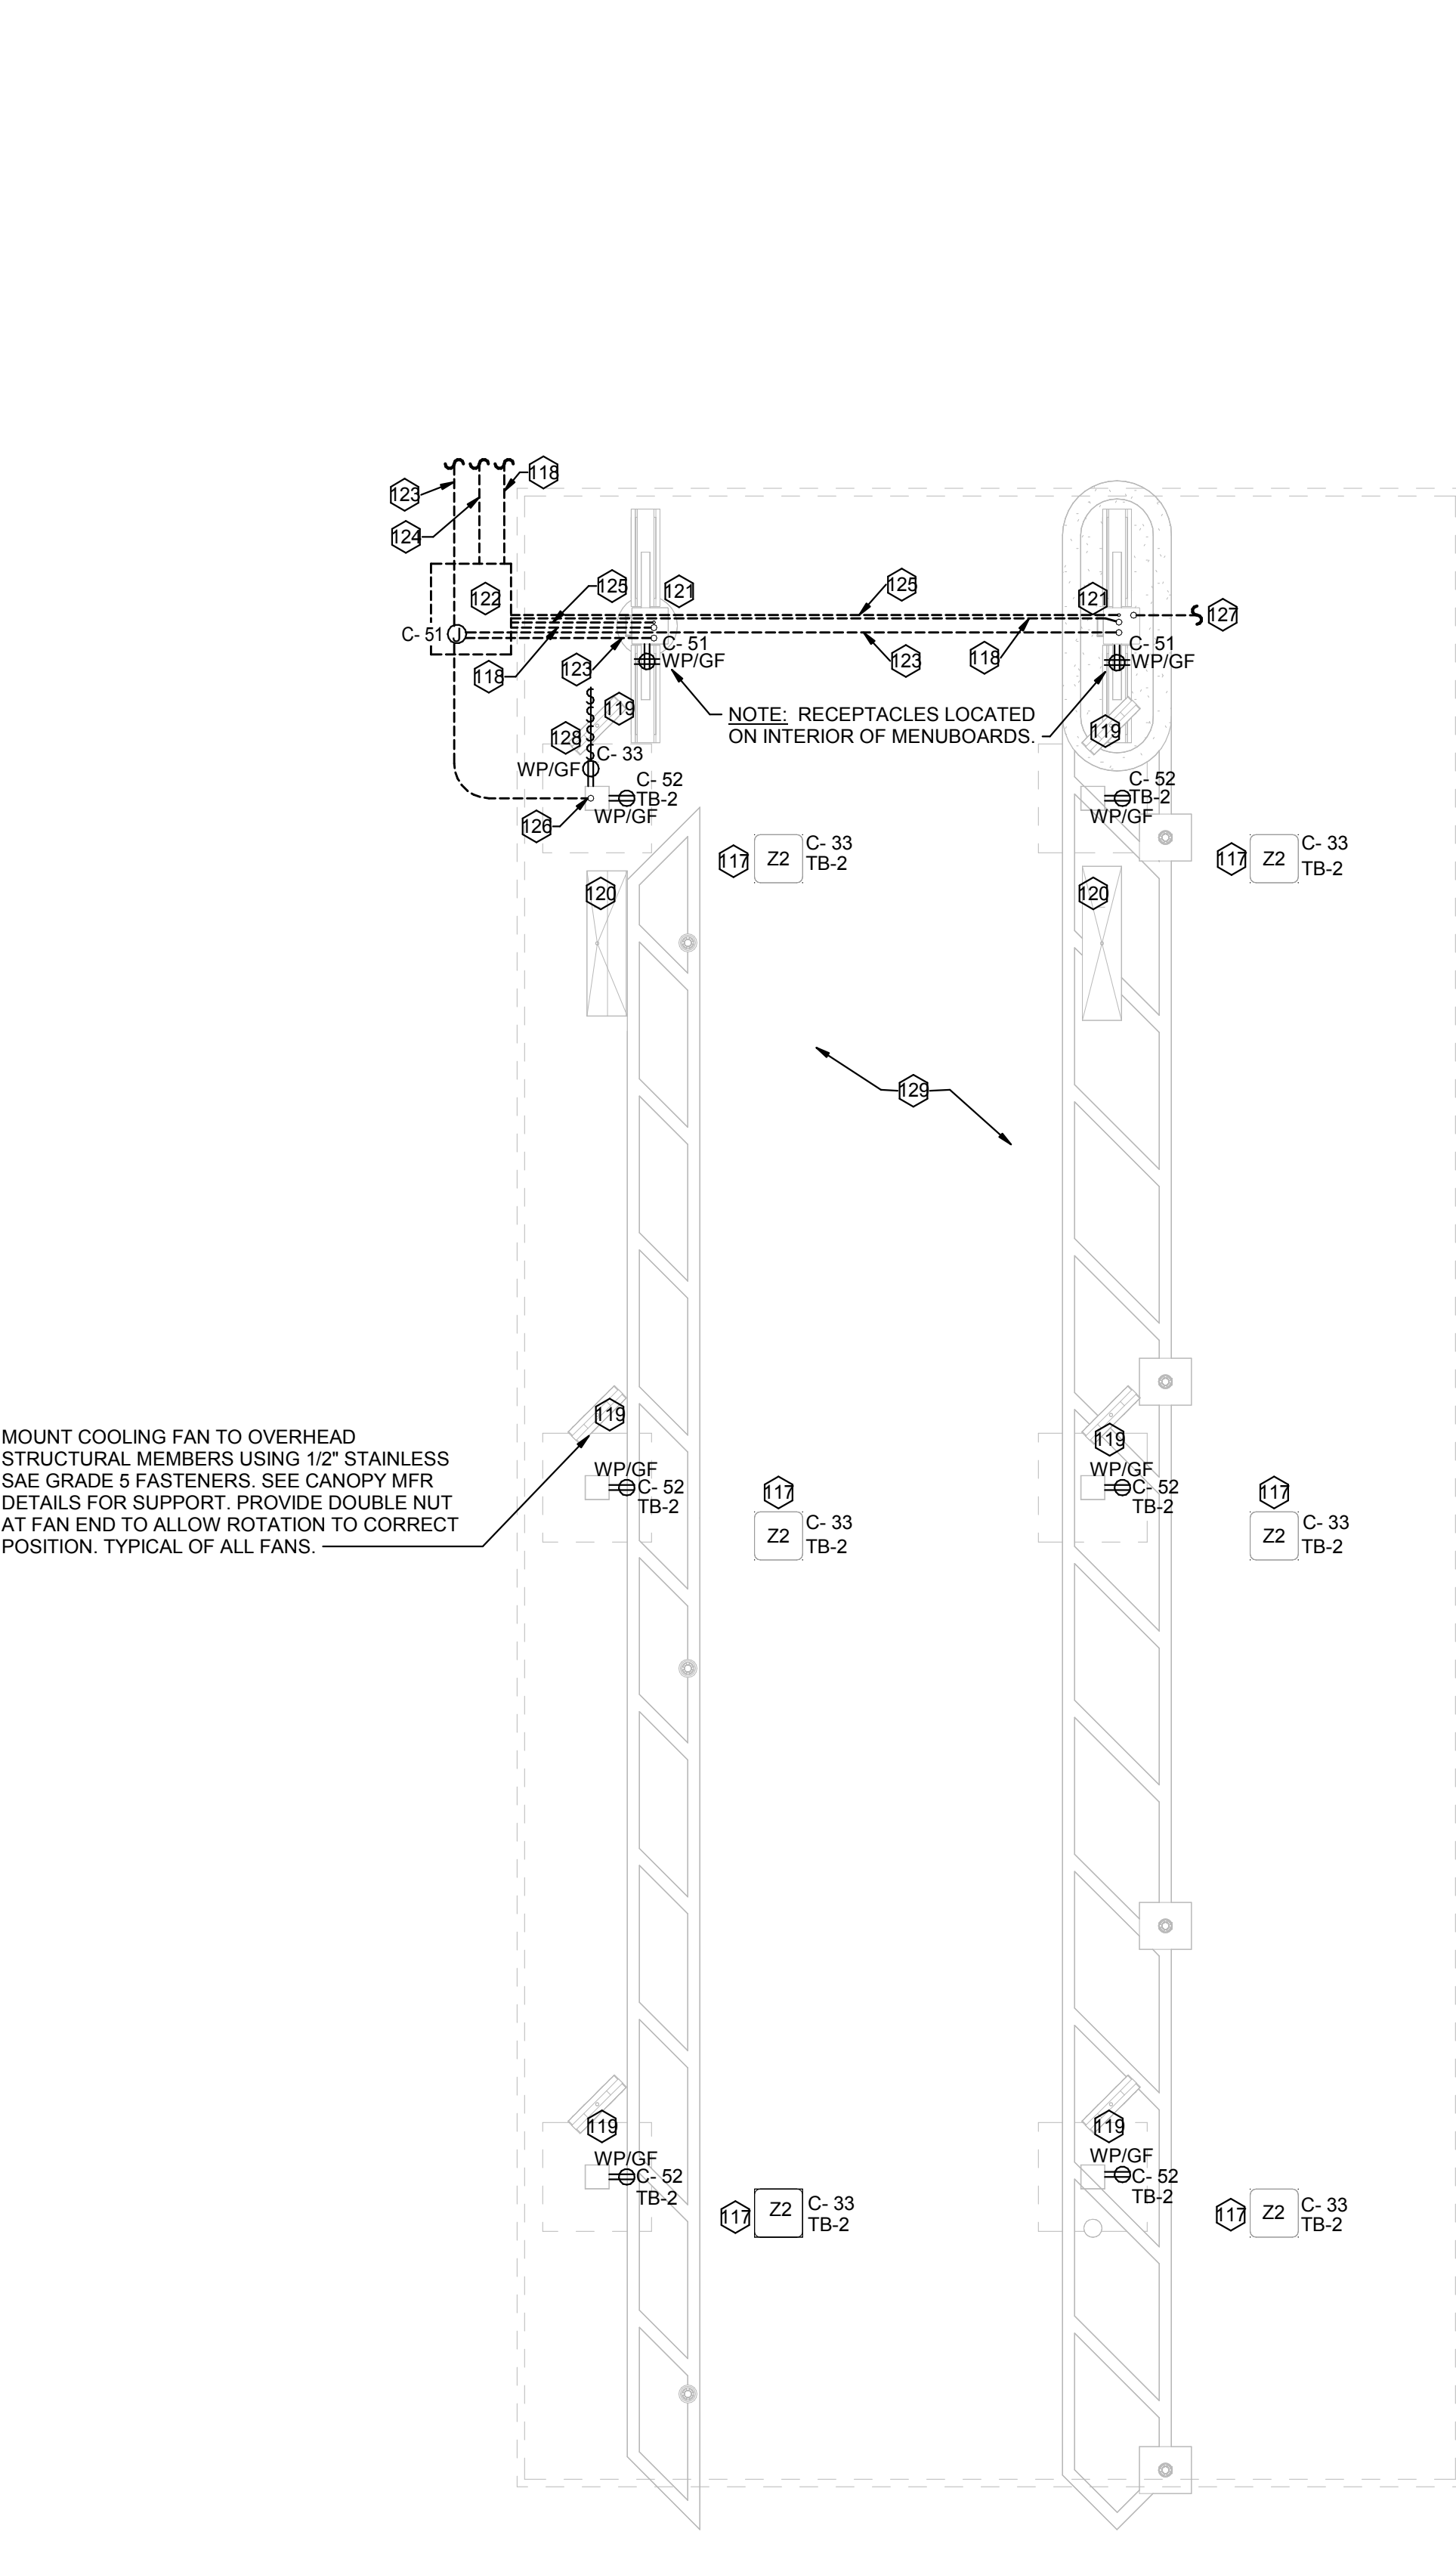 118
123
124
125
125
122
121
121
127
C- 51
J
C- 51
WP/GF
C- 51
WP/GF
118
123
123
118
119
NOTE: RECEPTACLES LOCATED
ON INTERIOR OF MENUBOARDS.
119
128
C- 33
WP/GF
C- 52
TB-2
WP/GF
C- 52
TB-2
WP/GF
126
117
Z2
C- 33
TB-2
117
Z2
C- 33
TB-2
120
120
129
MOUNT COOLING FAN TO OVERHEAD
STRUCTURAL MEMBERS USING 1/2" STAINLESS
SAE GRADE 5 FASTENERS. SEE CANOPY MFR
DETAILS FOR SUPPORT. PROVIDE DOUBLE NUT
AT FAN END TO ALLOW ROTATION TO CORRECT
POSITION. TYPICAL OF ALL FANS.
119
119
WP/GF
C- 52
TB-2
WP/GF
C- 52
TB-2
117
Z2
C- 33
TB-2
117
Z2
C- 33
TB-2
119
119
WP/GF
C- 52
TB-2
WP/GF
C- 52
TB-2
117
Z2
C- 33
TB-2
117
Z2
C- 33
TB-2